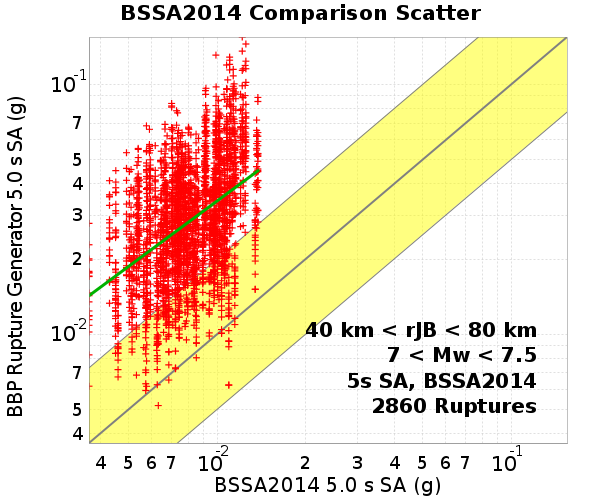 BSSA2014 Comparison Scatter
BBP Rupture Generator 5.0 s SA (g)
10-1
7
5
4
3
2
10-2
7
5
4
40 km < rJB < 80 km
7 < Mw < 7.5
5s SA, BSSA2014
2860 Ruptures
4 5 6 7 10-2 2 3 4 5 6 7 10-1
BSSA2014 5.0 s SA (g)